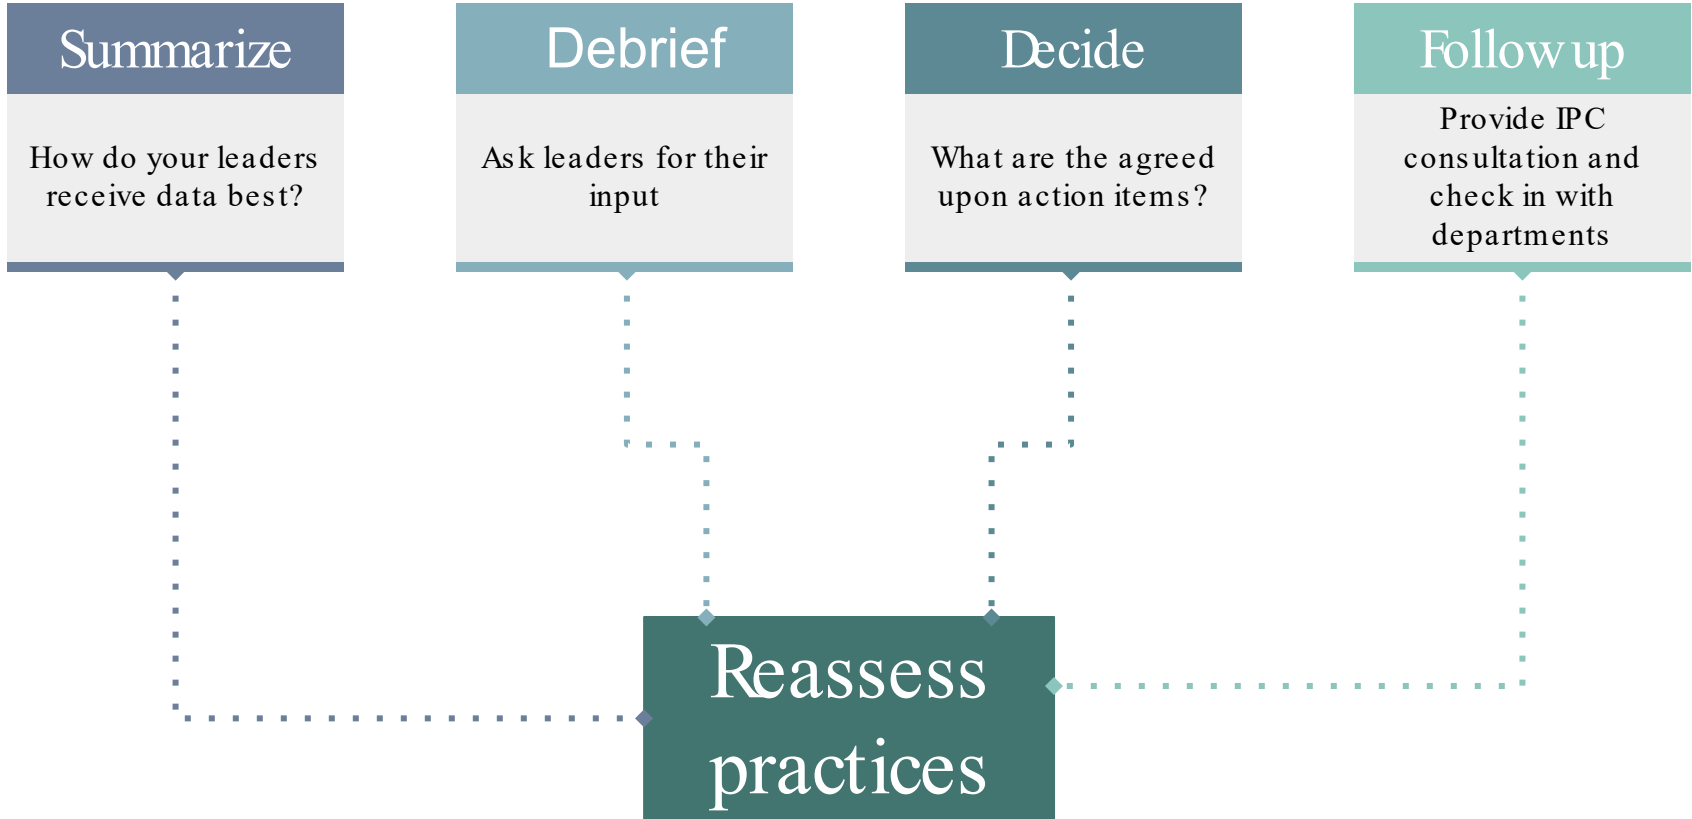 Summarize
How do your leaders
receive data best?
Debrief
Ask leaders for their
input
Decide
What are the agreed
upon action items?
Follow up
Provide IPC
consultation and
check in with
departments
Reassess
practices